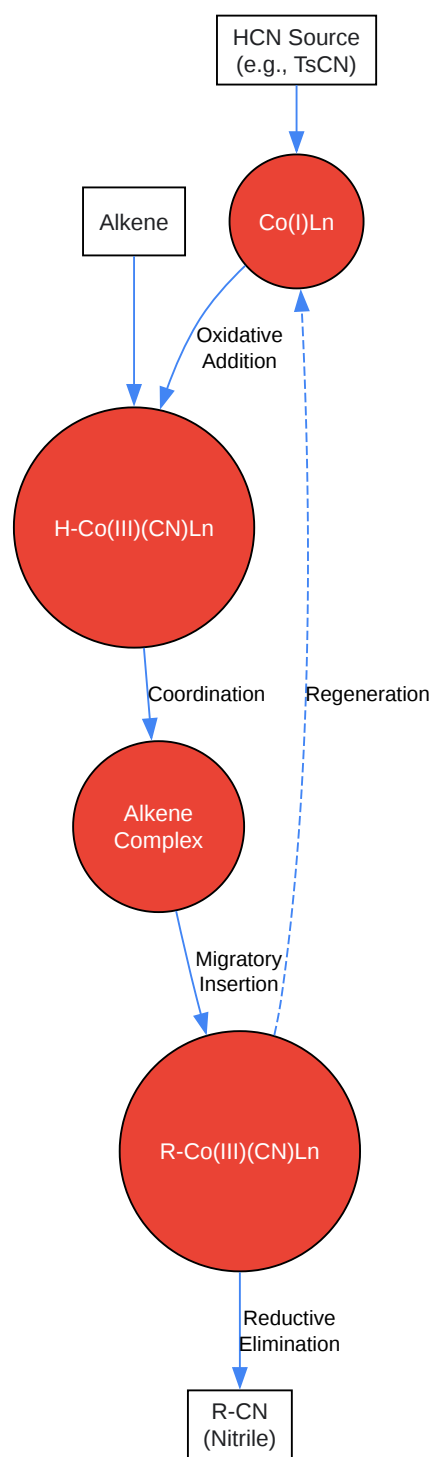 HCN Source
(e.g., TsCN)
Alkene
Co(I)Ln
Oxidative
Addition
H-Co(III)(CN)Ln
Coordination
Regeneration
Alkene
Complex
Migratory
Insertion
R-Co(III)(CN)Ln
Reductive
Elimination
R-CN
(Nitrile)